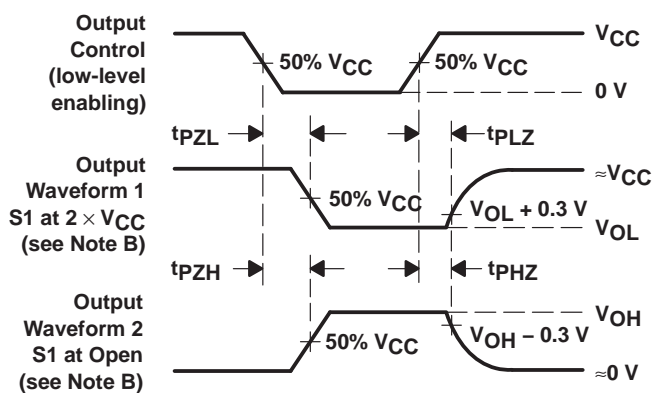 Output
Control
(low-level
enabling)
50% VCC
50% VCC
VCC
0 V
tPZL
tPLZ
Output
Waveform 1
S1 at 2 × VCC
(see Note B)
50% VCC
VOL + 0.3 V
≈VCC
VOL
tPZH
tPHZ
Output
Waveform 2
S1 at Open
(see Note B)
50% VCC
VOH − 0.3 V
VOH
≈0 V